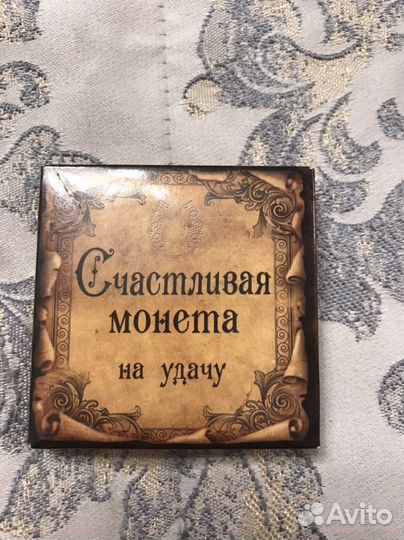 Счастливая
монета
на удачу
Avito